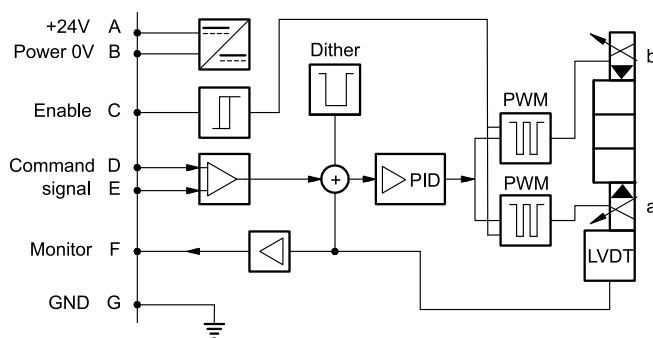 +24V A
Power 0V B
Dither
b
Enable C
PWM
Command D
signal E
PID
PWM
a
Monitor F
LVDT
GND G